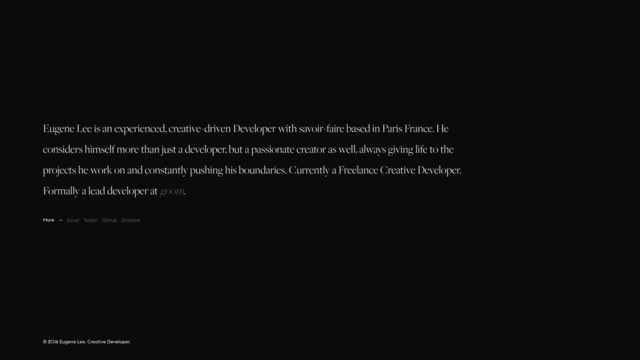 Eugene Lee is an experienced, creative-driven Developer with savoir-faire based in Paris France. He
considers himself more than just a developer, but a passionate creator as well, always giving life to the
projects he work on and constantly pushing his boundaries. Currently a Freelance Creative Developer.
Formally a lead developer at goom.
More — Email Twitter Github Dribbble
© 2016 Eugene Lee. Creative Developer.